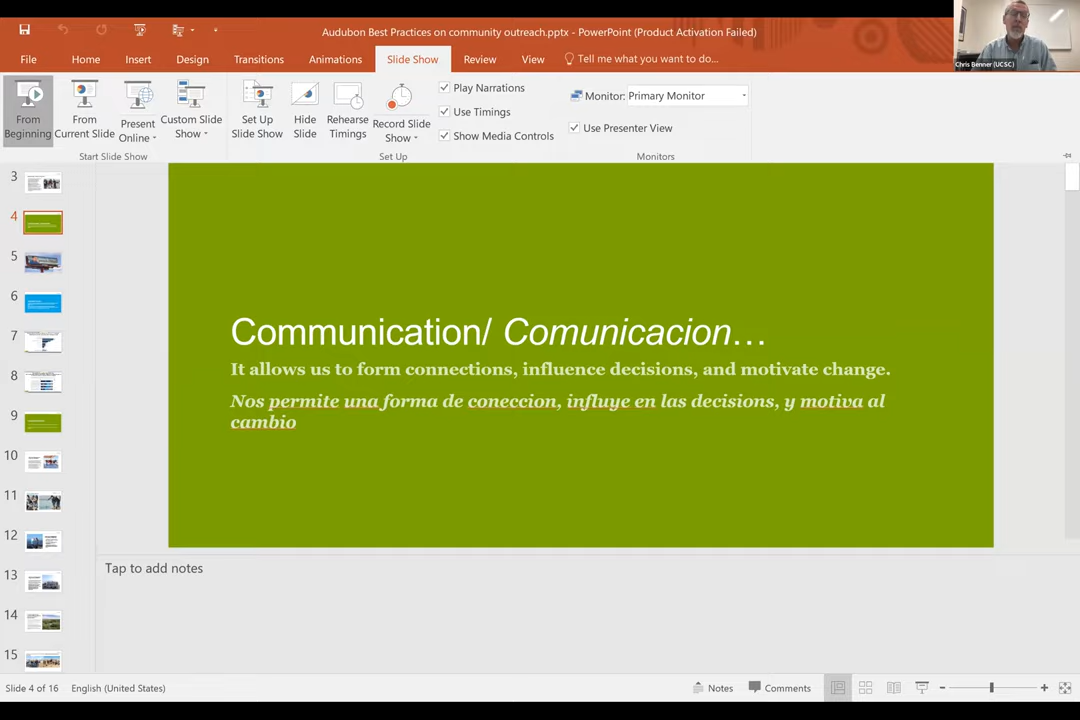 Audubon Best Practices on community outreach.pptx - PowerPoint (Product Activation Failed)
Chris Benner (UCSC)
File Home Insert Design Transitions Animations Slide Show Review View Tell me what you want to do...
From Beginning
From Current Slide
Present Online
Custom Slide Show
Set Up Slide Show
Hide Slide
Rehearse Timings
Record Slide Show
Play Narrations
Use Timings
Show Media Controls
Monitor: Primary Monitor
Use Presenter View
Start Slide Show
Set Up
Monitors
3
4
5
6
7
8
9
10
11
12
13
14
15
Communication/ Comunicacion...
It allows us to form connections, influence decisions, and motivate change.
Nos permite una forma de coneccion, influye en las decisions, y motiva al
cambio
Tap to add notes
Slide 4 of 16 English (United States) Notes Comments